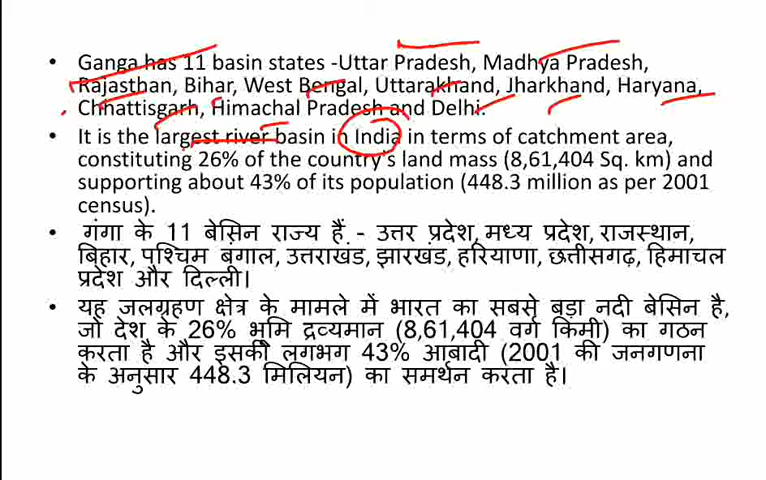 • Ganga has 11 basin states -Uttar Pradesh, Madhya Pradesh,
Rajasthan, Bihar, West Bengal, Uttarakhand, Jharkhand, Haryana,
Chhattisgarh, Himachal Pradesh and Delhi.
• It is the largest river basin in India in terms of catchment area,
constituting 26% of the country's land mass (8,61,404 Sq. km) and
supporting about 43% of its population (448.3 million as per 2001
census).
• गंगा के 11 बेसिन राज्य हैं - उत्तर प्रदेश, मध्य प्रदेश, राजस्थान,
बिहार, पश्चिम बंगाल, उत्तराखंड, झारखंड, हरियाणा, छत्तीसगढ़, हिमाचल
प्रदेश और दिल्ली।
• यह जलग्रहण क्षेत्र के मामले में भारत का सबसे बड़ा नदी बेसिन है,
जो देश के 26% भूमि द्रव्यमान (8,61,404 वर्ग किमी) का गठन
करता है और इसकी लगभग 43% आबादी (2001 की जनगणना
के अनुसार 448.3 मिलियन) का समर्थन करता है।